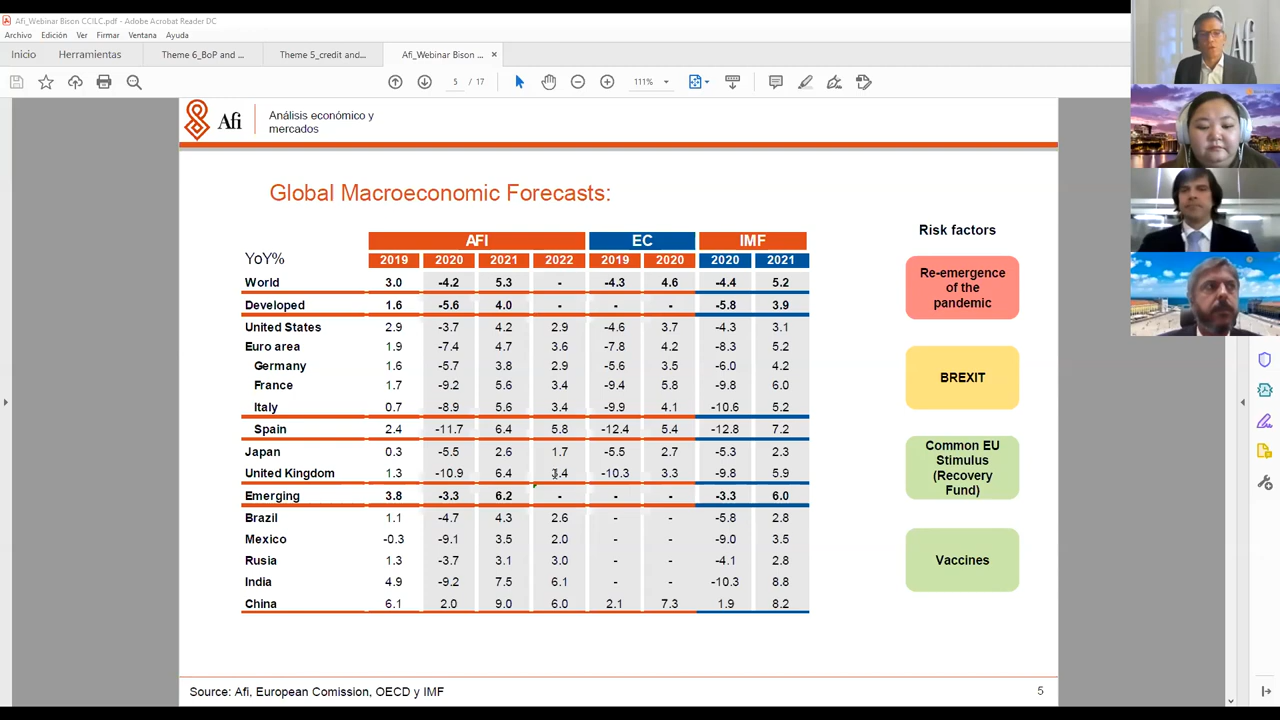 Afi_Webinar Bison CCILC.pdf - Adobe Acrobat Reader DC
Archivo Edición Ver Firmar Ventana Ayuda
Inicio Herramientas Theme 6_BoP and ... Theme 5_credit and... Afi_Webinar Bison ... ×
5 / 17 111%
Afi
Análisis económico y
mercados
Afi
Global Macroeconomic Forecasts:
AFI EC IMF
YoY% 2019 2020 2021 2022 2019 2020 2020 2021
World 3.0 -4.2 5.3 - -4.3 4.6 -4.4 5.2
Developed 1.6 -5.6 4.0 - - - -5.8 3.9
United States 2.9 -3.7 4.2 2.9 -4.6 3.7 -4.3 3.1
Euro area 1.9 -7.4 4.7 3.6 -7.8 4.2 -8.3 5.2
Germany 1.6 -5.7 3.8 2.9 -5.6 3.5 -6.0 4.2
France 1.7 -9.2 5.6 3.4 -9.4 5.8 -9.8 6.0
Italy 0.7 -8.9 5.6 3.4 -9.9 4.1 -10.6 5.2
Spain 2.4 -11.7 6.4 5.8 -12.4 5.4 -12.8 7.2
Japan 0.3 -5.5 2.6 1.7 -5.5 2.7 -5.3 2.3
United Kingdom 1.3 -10.9 6.4 -10.3 3.3 -9.8 5.9
Emerging 3.8 -3.3 6.2 - - - -3.3 6.0
Brazil 1.1 -4.7 4.3 2.6 - - -5.8 2.8
Mexico -0.3 -9.1 3.5 2.0 - - -9.0 3.5
Rusia 1.3 -3.7 3.1 3.0 - - -4.1 2.8
India 4.9 -9.2 7.5 6.1 - - -10.3 8.8
China 6.1 2.0 9.0 6.0 2.1 7.3 1.9 8.2
Risk factors
Re-emergence
of the
pandemic
BREXIT
Common EU
Stimulus
(Recovery
Fund)
Vaccines
Source: Afi, European Comission, OECD y IMF
5